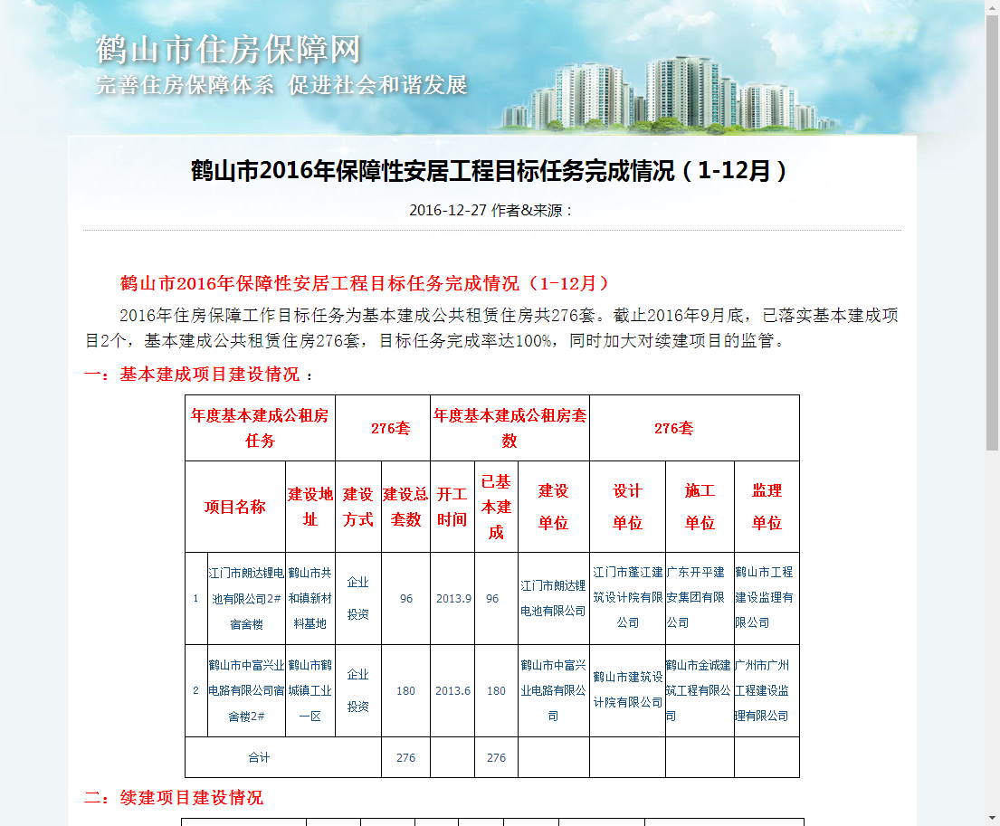 鹤山市住房保障网
完善住房保障体系 促进社会和谐发展
鹤山市2016年保障性安居工程目标任务完成情况（1-12月）
2016-12-27 作者&来源：
鹤山市2016年保障性安居工程目标任务完成情况（1-12月）
2016年住房保障工作目标任务为基本建成公共租赁住房共276套。截止2016年9月底，已落实基本建成项
目2个，基本建成公共租赁住房276套，目标任务完成率达100%，同时加大对续建项目的监管。
一：基本建成项目建设情况：
年度基本建成公租房
任务
276套
年度基本建成公租房套
数
276套
项目名称
建设地
址
建设
方式
建设总
套数
开工
时间
已基
本建
成
建设
单位
设计
单位
施工
单位
监理
单位
1
江门市朗达锂电
池有限公司2#
宿舍楼
鹤山市共
和镇新材
料基地
企业
投资
96
2013.9
96
江门市朗达锂
电池有限公司
江门市蓬江建
筑设计院有限
公司
广东开平建
安集团有限
公司
鹤山市工程
建设监理有
限公司
2
鹤山市中富兴业
电路有限公司宿
舍楼2#
鹤山市鹤
城镇工业
一区
企业
投资
180
2013.6
180
鹤山市中富兴
业电路有限公
司
鹤山市建筑设
计院有限公司
鹤山市金诚建
筑工程有限公
司
广州市广州
工程建设监
理有限公司
合计
276
276
二：续建项目建设情况